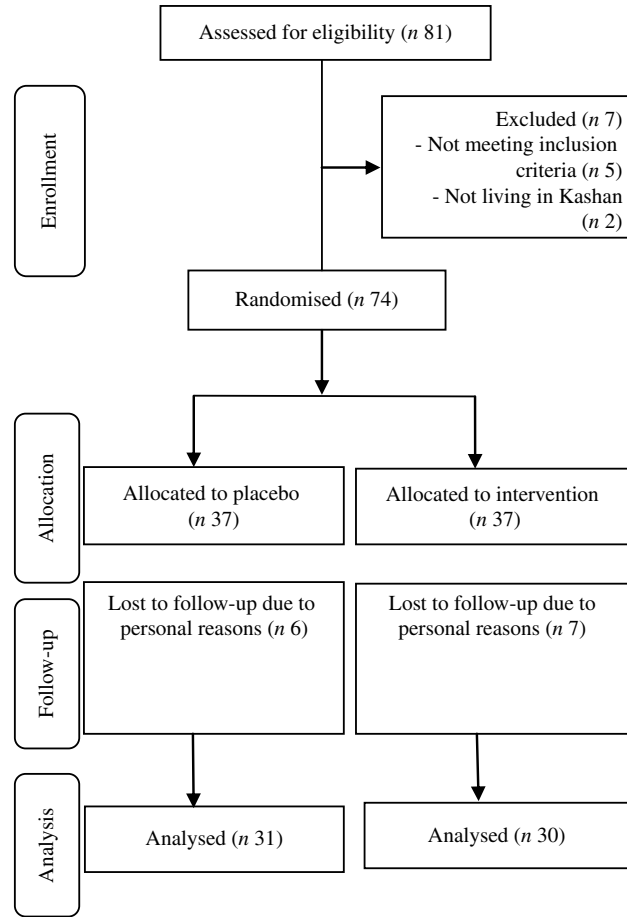 Assessed for eligibility (n 81)
Enrollment
Excluded (n 7)
- Not meeting inclusion
criteria (n 5)
- Not living in Kashan
(n 2)
Randomised (n 74)
Allocation
Allocated to placebo
(n 37)
Allocated to intervention
(n 37)
Follow-up
Lost to follow-up due to
personal reasons (n 6)
Lost to follow-up due to
personal reasons (n 7)
Analysis
Analysed (n 31)
Analysed (n 30)